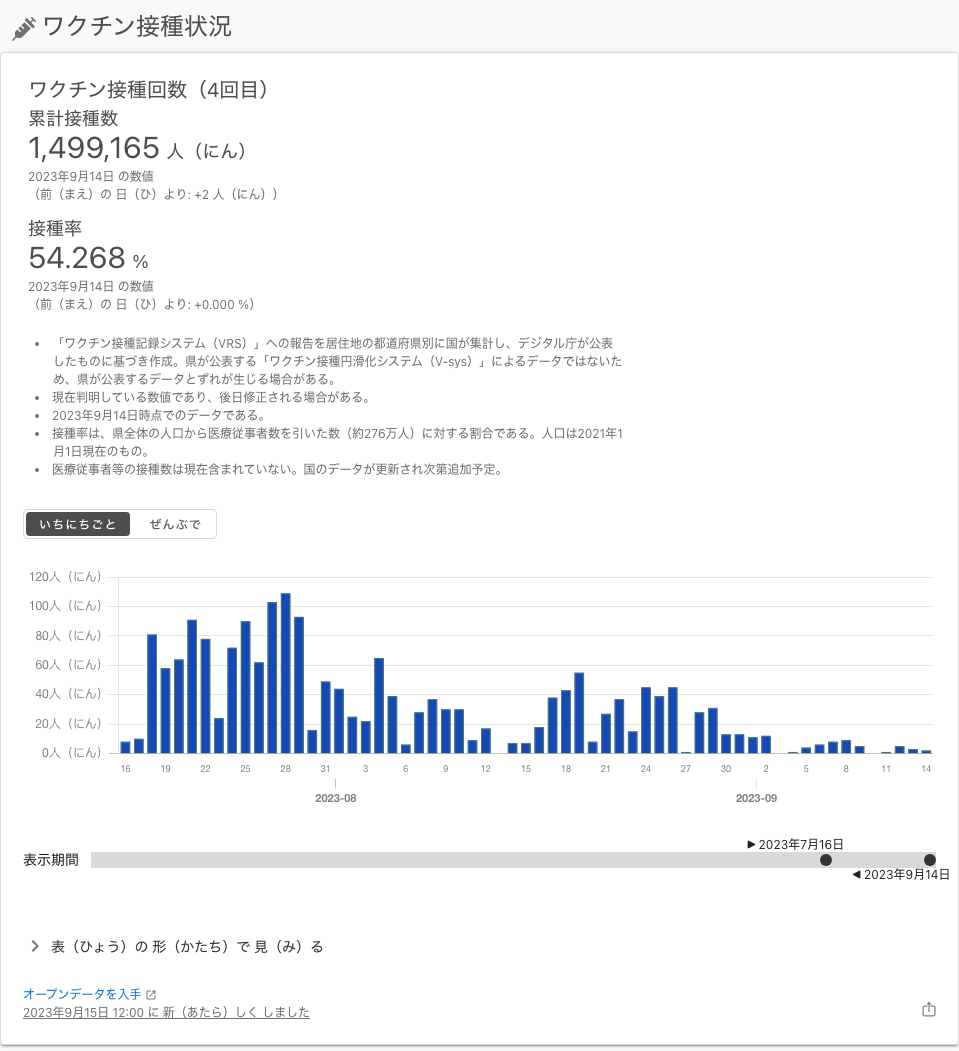 ワクチン接種状況
ワクチン接種回数（4回目）
累計接種数
1,499,165 人（にん）
2023年9月14日 の数値
（前（まえ）の 日（ひ）より: +2 人（にん））
接種率
54.268 %
2023年9月14日 の数値
（前（まえ）の 日（ひ）より: +0.000 %）
• 「ワクチン接種記録システム（VRS）」への報告を居住地の都道府県別に国が集計し、デジタル庁が公表
したものに基づき作成。県が公表する「ワクチン接種円滑化システム（V-sys）」によるデータではないた
め、県が公表するデータとずれが生じる場合がある。
• 現在判明している数値であり、後日修正される場合がある。
• 2023年9月14日時点でのデータである。
• 接種率は、県全体の人口から医療従事者数を引いた数（約276万人）に対する割合である。人口は2021年1
月1日現在のもの。
• 医療従事者等の接種数は現在含まれていない。国のデータが更新され次第追加予定。
いちにちごと ぜんぶで
120人（にん）
100人（にん）
80人（にん）
60人（にん）
40人（にん）
20人（にん）
0人（にん）
16 19 22 25 28 31 3 6 9 12 15 18 21 24 27 30 2 5 8 11 14
2023-08 2023-09
▶ 2023年7月16日
表示期間
◀ 2023年9月14日
表（ひょう）の 形（かたち）で 見（み）る
オープンデータを入手
2023年9月15日 12:00 に 新（あたら）しく しました